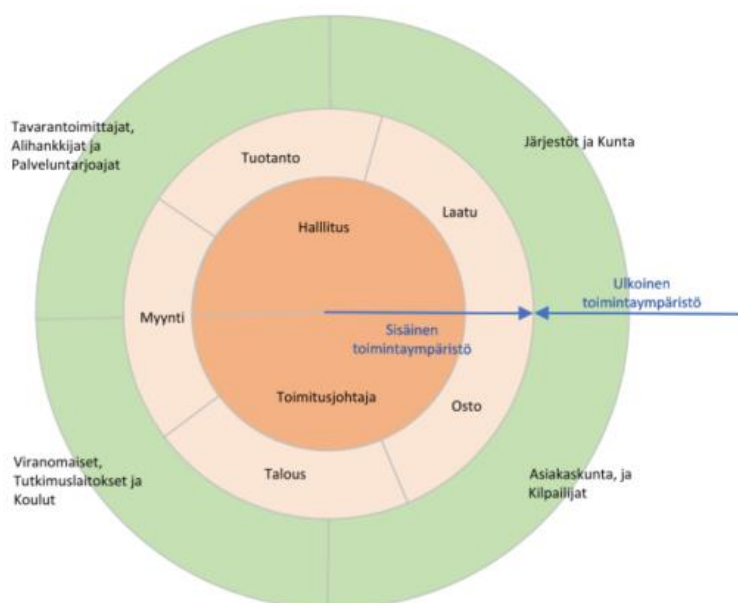 Tavarantoimittajat,
Alihankkijat ja
Palveluntarjoajat
Järjestöt ja Kunta
Tuotanto
Laatu
Halllitus
Ulkoinen
toimintaympäristö
Myynti
Sisäinen
toimintaympäristö
Toimitusjohtaja
Osto
Talous
Viranomaiset,
Tutkimuslaitokset ja
Koulut
Asiakaskunta, ja
Kilpailijat